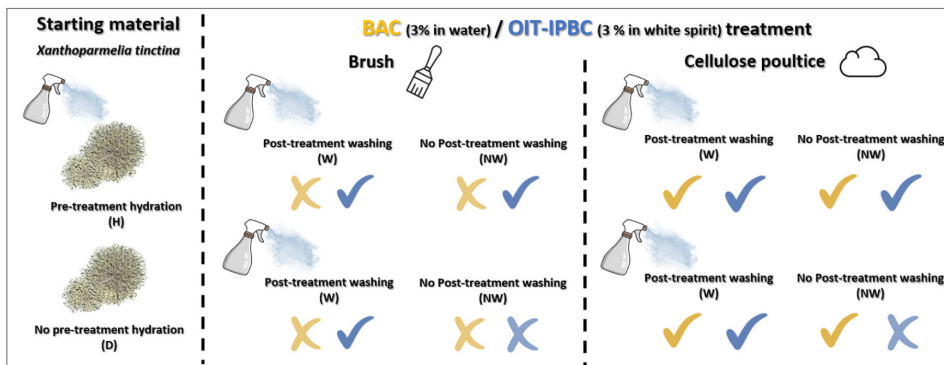 Starting material
Xanthoparmelia tinctina
Pre-treatment hydration
(H)
No pre-treatment hydration
(D)
BAC (3% in water) / OIT-IPBC (3 % in white spirit) treatment
Brush
Post-treatment washing
(W)
No Post-treatment washing
(NW)
Post-treatment washing
(W)
No Post-treatment washing
(NW)
Cellulose poultice
Post-treatment washing
(W)
No Post-treatment washing
(NW)
Post-treatment washing
(W)
No Post-treatment washing
(NW)